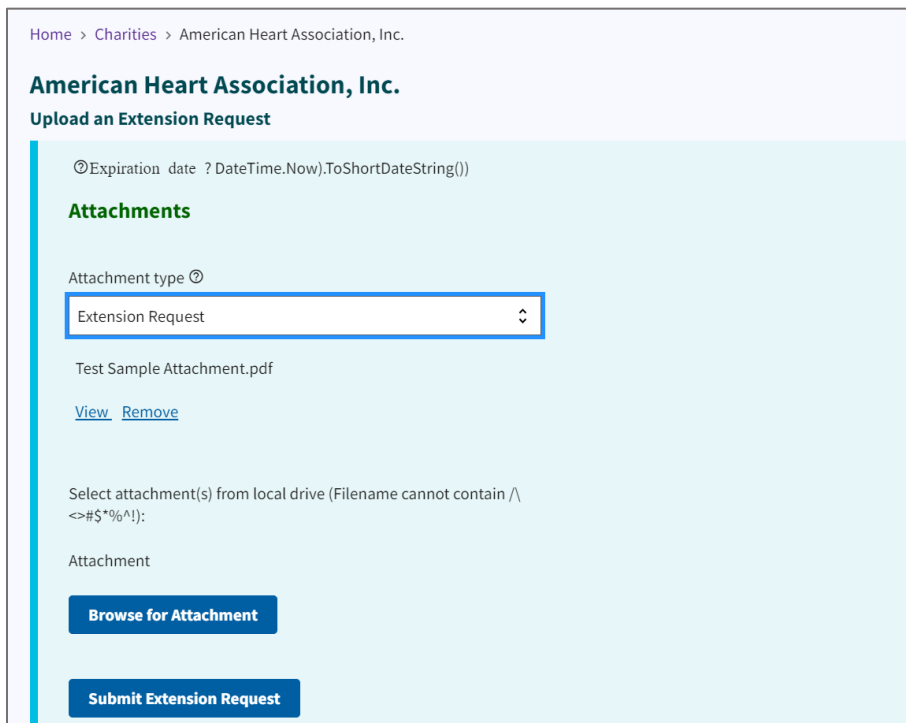 Home > Charities > American Heart Association, Inc.
American Heart Association, Inc.
Upload an Extension Request
Expiration date ? DateTime.Now).ToShortDateString())
Attachments
Attachment type
Extension Request
Test Sample Attachment.pdf
View Remove
Select attachment(s) from local drive (Filename cannot contain /\
<>#$*%^!):
Attachment
Browse for Attachment
Submit Extension Request